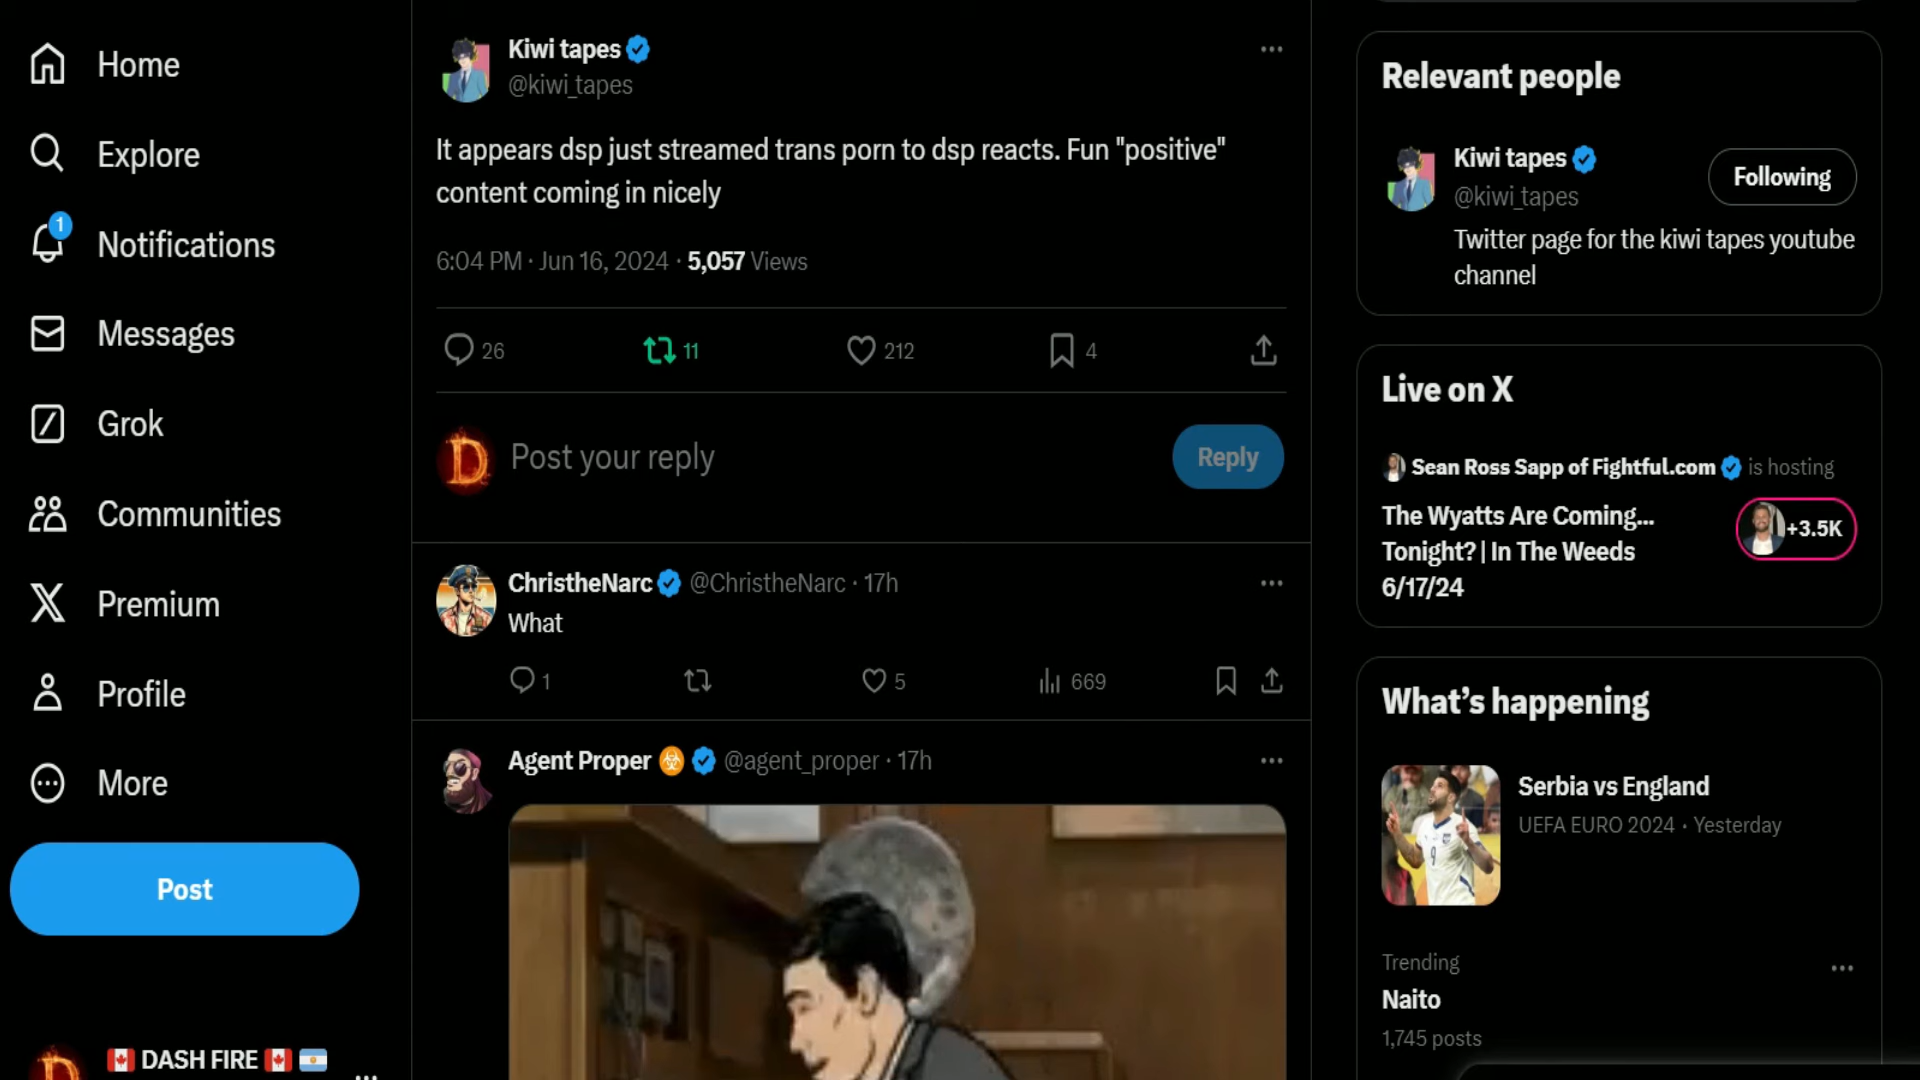 Home
Explore
1
Notifications
Messages
Grok
Communities
Premium
Profile
More
Post
DASH FIRE
Kiwi tapes
@kiwi_tapes
It appears dsp just streamed trans porn to dsp reacts. Fun "positive"
content coming in nicely
6:04 PM · Jun 16, 2024 · 5,057 Views
26 11 212 4
Post your reply
Reply
ChristheNarc @ChristheNarc · 17h
What
1 5 669
Agent Proper @agent_proper · 17h
Relevant people
Kiwi tapes
@kiwi_tapes
Following
Twitter page for the kiwi tapes youtube
channel
Live on X
Sean Ross Sapp of Fightful.com is hosting
The Wyatts Are Coming...
Tonight? | In The Weeds
6/17/24
+3.5K
What’s happening
Serbia vs England
UEFA EURO 2024 · Yesterday
Trending
Naito
1,745 posts